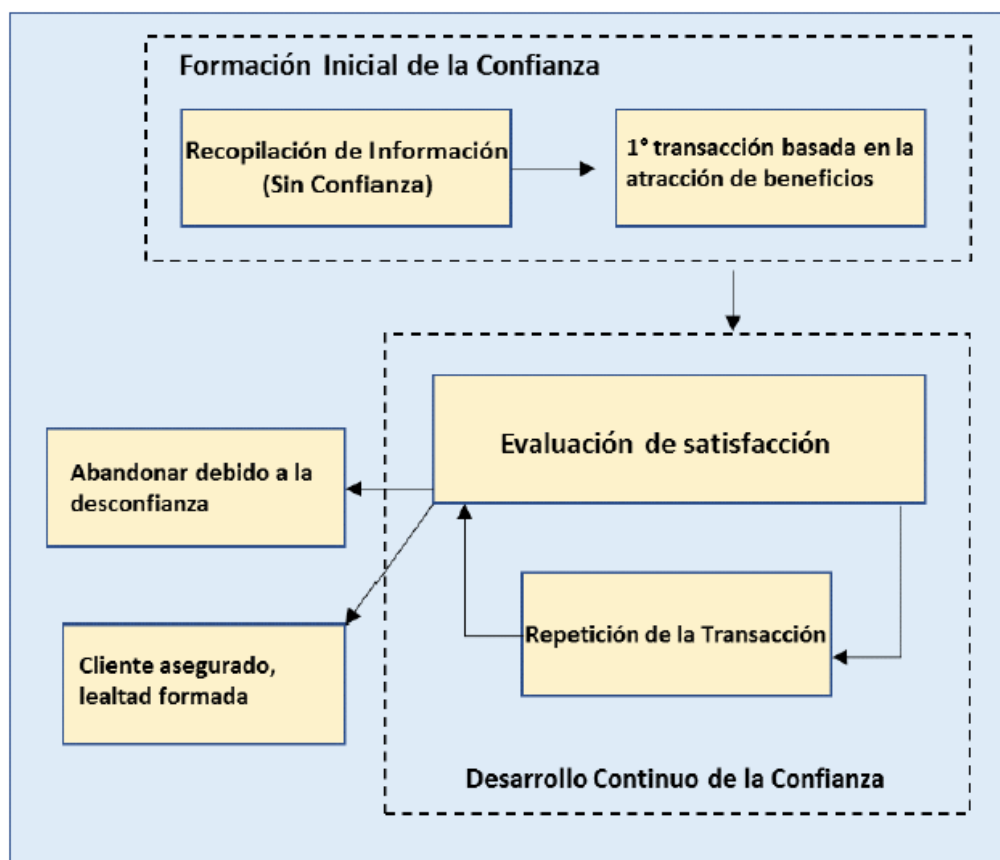 Formación Inicial de la Confianza
Recopilación de Información
(Sin Confianza)
1° transacción basada en la
atracción de beneficios
Evaluación de satisfacción
Abandonar debido a la
desconfianza
Repetición de la Transacción
Cliente asegurado,
lealtad formada
Desarrollo Continuo de la Confianza